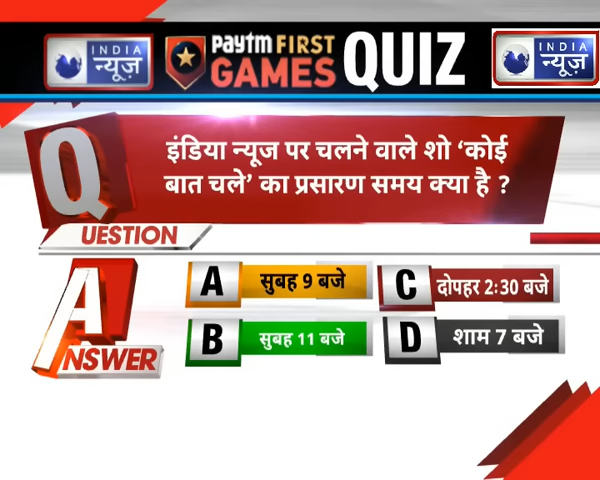 INDIA
न्यूज़
Paytm FIRST
GAMES
QUIZ
INDIA
न्यूज़
Q
UESTION
इंडिया न्यूज पर चलने वाले शो ‘कोई
बात चले’ का प्रसारण समय क्या है ?
A
NSWER
A सुबह 9 बजे
B सुबह 11 बजे
C दोपहर 2:30 बजे
D शाम 7 बजे